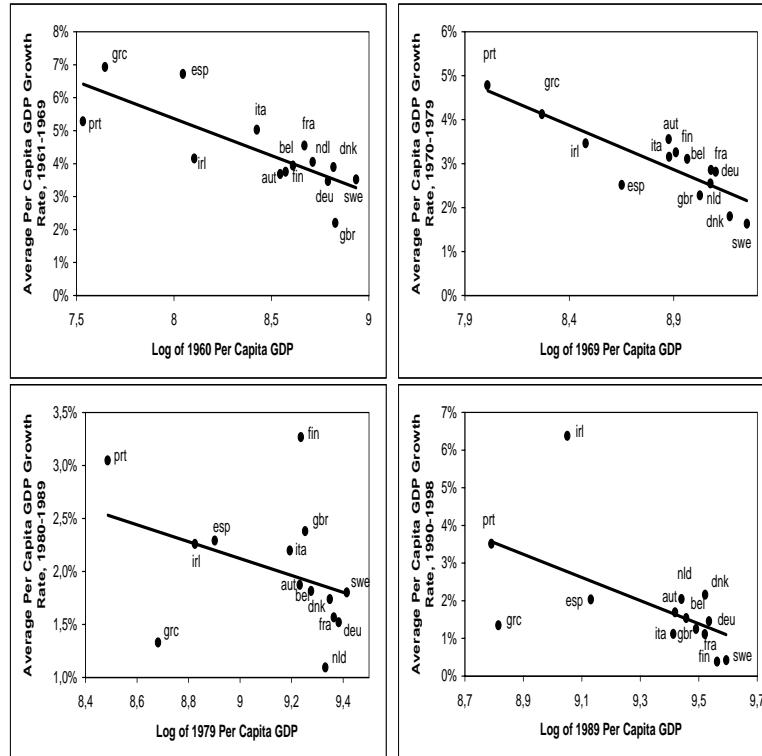 Average Per Capita GDP Growth
Rate, 1961-1969
8%
7%
6%
5%
4%
3%
2%
1%
0%
grc
esp
prt
ita
fra
irl
bel
ndl
dnk
aut
fin
deu
swe
gbr
7,5
8
8,5
9
Log of 1960 Per Capita GDP
Average Per Capita GDP Growth
Rate, 1970-1979
6%
5%
4%
3%
2%
1%
0%
prt
grc
aut
fin
irl
ita
bel
fra
deu
esp
gbr
nld
dnk
swe
7,9
8,4
8,9
Log of 1969 Per Capita GDP
Average Per Capita GDP Growth
Rate, 1980-1989
3,5%
3,0%
2,5%
2,0%
1,5%
1,0%
fin
prt
gbr
esp
ita
irl
aut
bel
swe
dnk
fra
deu
grc
nld
8,4
8,6
8,8
9
9,2
9,4
Log of 1979 Per Capita GDP
Average Per Capita GDP Growth
Rate, 1990-1998
7%
6%
5%
4%
3%
2%
1%
0%
irl
prt
nld
dnk
esp
aut
bel
grc
deu
ita
gbr
fra
fin
swe
8,7
8,9
9,1
9,3
9,5
9,7
Log of 1989 Per Capita GDP